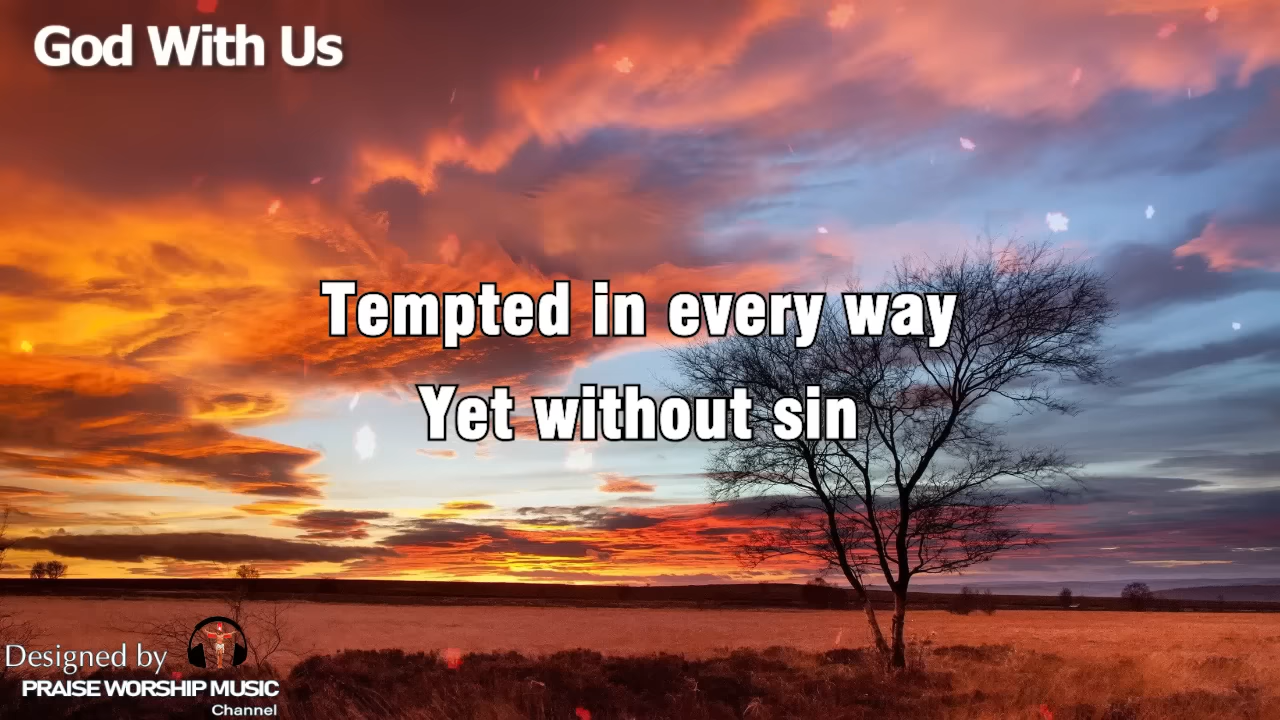 God With Us
Tempted in every way
Yet without sin
Designed by
PRAISE WORSHIP MUSIC
Channel